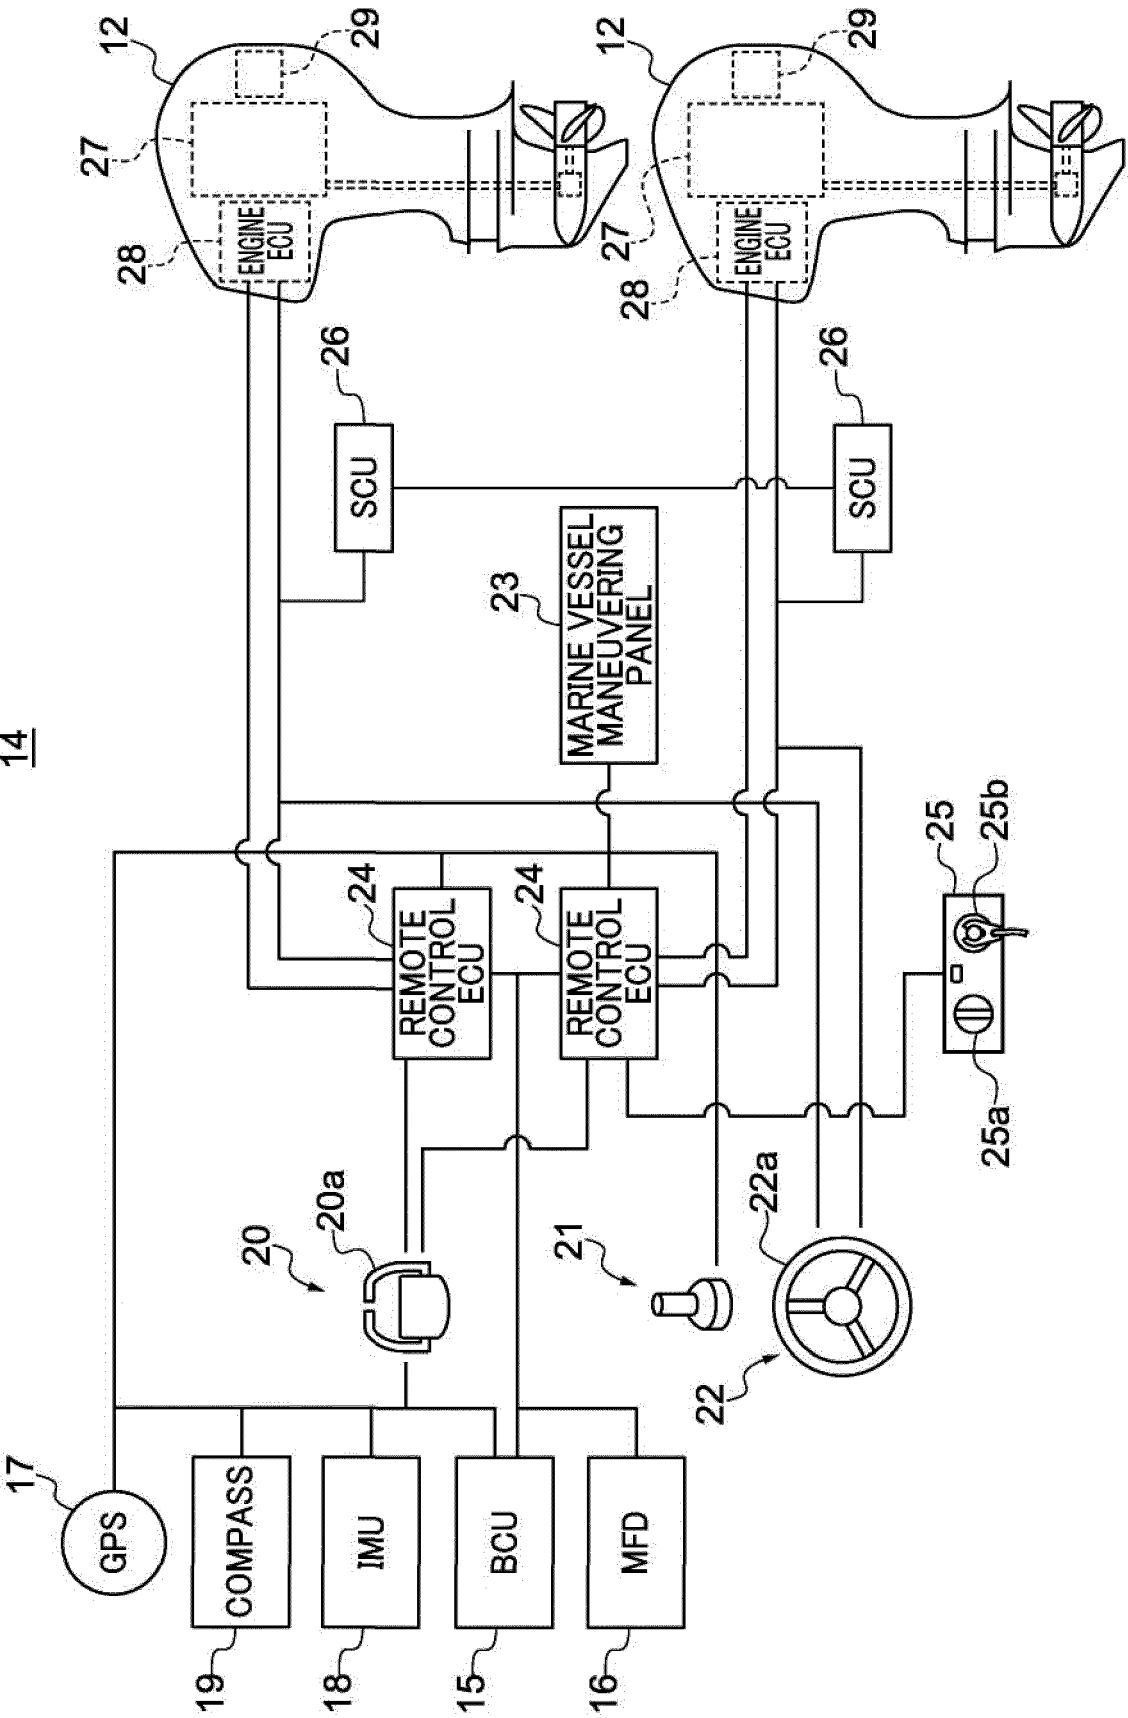 14
17
GPS
19
COMPASS
18
IMU
15
BCU
16
MFD
20
20a
21
22
22a
24
REMOTE
CONTROL
ECU
24
REMOTE
CONTROL
ECU
23
MARINE VESSEL
MANEUVERING
PANEL
25
25a
25b
26
SCU
26
SCU
12
27
28
ENGINE
ECU
29
12
27
28
ENGINE
ECU
29